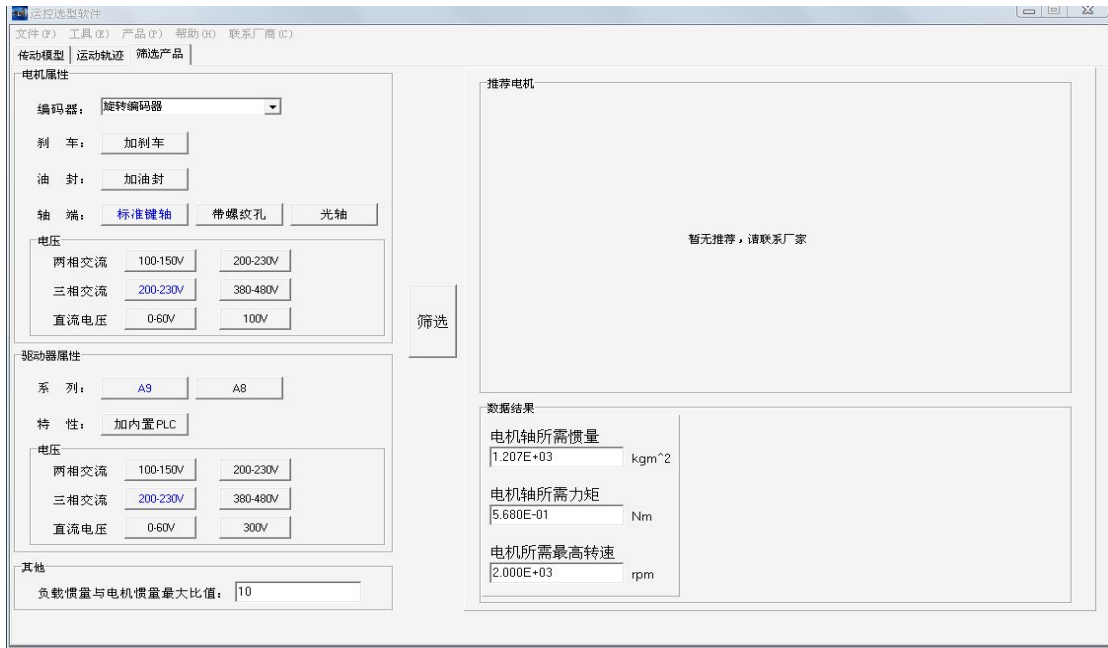 运控选型软件
文件(F) 工具(E) 产品(P) 帮助(H) 联系厂商(C)
传动模型 运动轨迹 筛选产品
电机属性
编码器: 旋转编码器
刹 车: 加刹车
油 封: 加油封
轴 端: 标准键轴 带螺纹孔 光轴
电压
两相交流 100-150V 200-230V
三相交流 200-230V 380-480V
直流电压 0-60V 100V
驱动器属性
系 列: A9 A8
特 性: 加内置PLC
电压
两相交流 100-150V 200-230V
三相交流 200-230V 380-480V
直流电压 0-60V 300V
其他
负载惯量与电机惯量最大比值: 10
筛选
推荐电机
暂无推荐,请联系厂家
数据结果
电机轴所需惯量
1.207E+03 kgm^2
电机轴所需力矩
5.680E-01 Nm
电机所需最高转速
2.000E+03 rpm